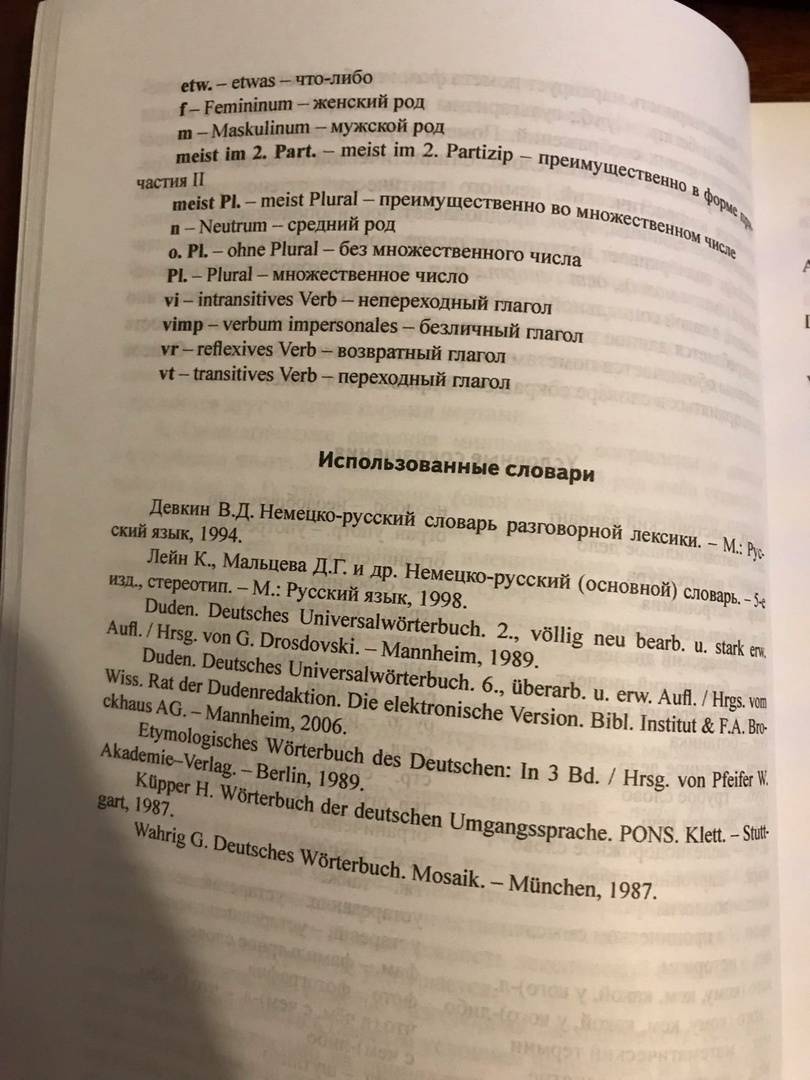 etw. – etwas – что-либо
f – Femininum – женский род
m – Maskulinum – мужской род
meist im 2. Part. – meist im 2. Partizip – преимущественно в форме при-
частия II
meist Pl. – meist Plural – преимущественно во множественном числе
n – Neutrum – средний род
o. Pl. – ohne Plural – без множественного числа
Pl. – Plural – множественное число
vi – intransitives Verb – непереходный глагол
vimp – verbum impersonales – безличный глагол
vr – reflexives Verb – возвратный глагол
vt – transitives Verb – переходный глагол
Использованные словари
Девкин В.Д. Немецко-русский словарь разговорной лексики. – М.: Рус-
ский язык, 1994.
Лейн К., Мальцева Д.Г. и др. Немецко-русский (основной) словарь. – 5-е
изд., стереотип. – М.: Русский язык, 1998.
Duden. Deutsches Universalwörterbuch. 2., völlig neu bearb. u. stark erw.
Aufl. / Hrsg. von G. Drosdovski. – Mannheim, 1989.
Duden. Deutsches Universalwörterbuch. 6., überarb. u. erw. Aufl. / Hrgs. vom
Wiss. Rat der Dudenredaktion. Die elektronische Version. Bibl. Institut & F.A. Bro-
ckhaus AG. – Mannheim, 2006.
Etymologisches Wörterbuch des Deutschen: In 3 Bd. / Hrsg. von Pfeifer W.
Akademie–Verlag. – Berlin, 1989.
Küpper H. Wörterbuch der deutschen Umgangssprache. PONS. Klett. – Stutt-
gart, 1987.
Wahrig G. Deutsches Wörterbuch. Mosaik. – München, 1987.